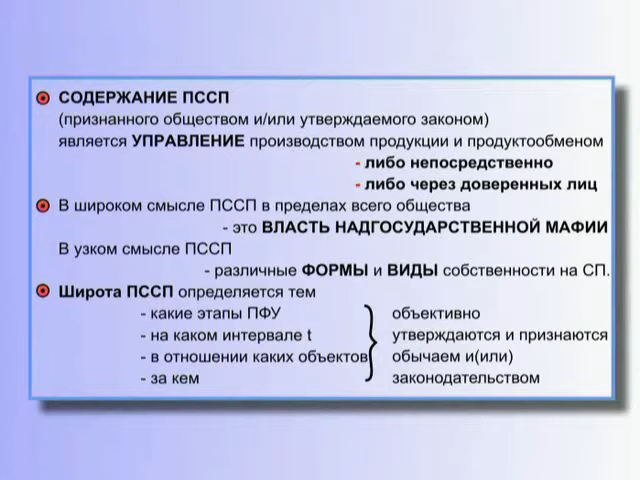 СОДЕРЖАНИЕ ПССП
(признанного обществом и/или утверждаемого законом)
является УПРАВЛЕНИЕ производством продукции и продуктообменом
- либо непосредственно
- либо через доверенных лиц
В широком смысле ПССП в пределах всего общества
- это ВЛАСТЬ НАДГОСУДАРСТВЕННОЙ МАФИИ
В узком смысле ПССП
- различные ФОРМЫ и ВИДЫ собственности на СП.
Широта ПССП определяется тем
- какие этапы ПФУ } объективно
- на каком интервале t утверждаются и признаются
- в отношении каких объектов обычаем и(или)
- за кем законодательством